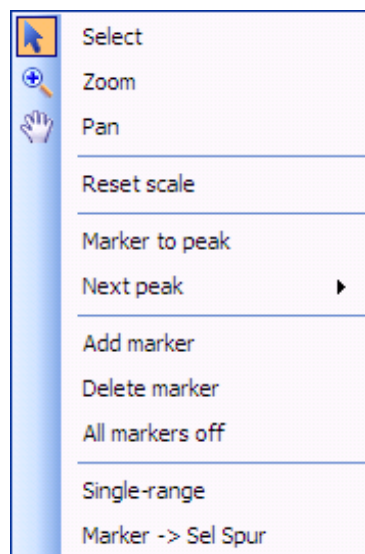 Select
Zoom
Pan
Reset scale
Marker to peak
Next peak
Add marker
Delete marker
All markers off
Single-range
Marker -> Sel Spur